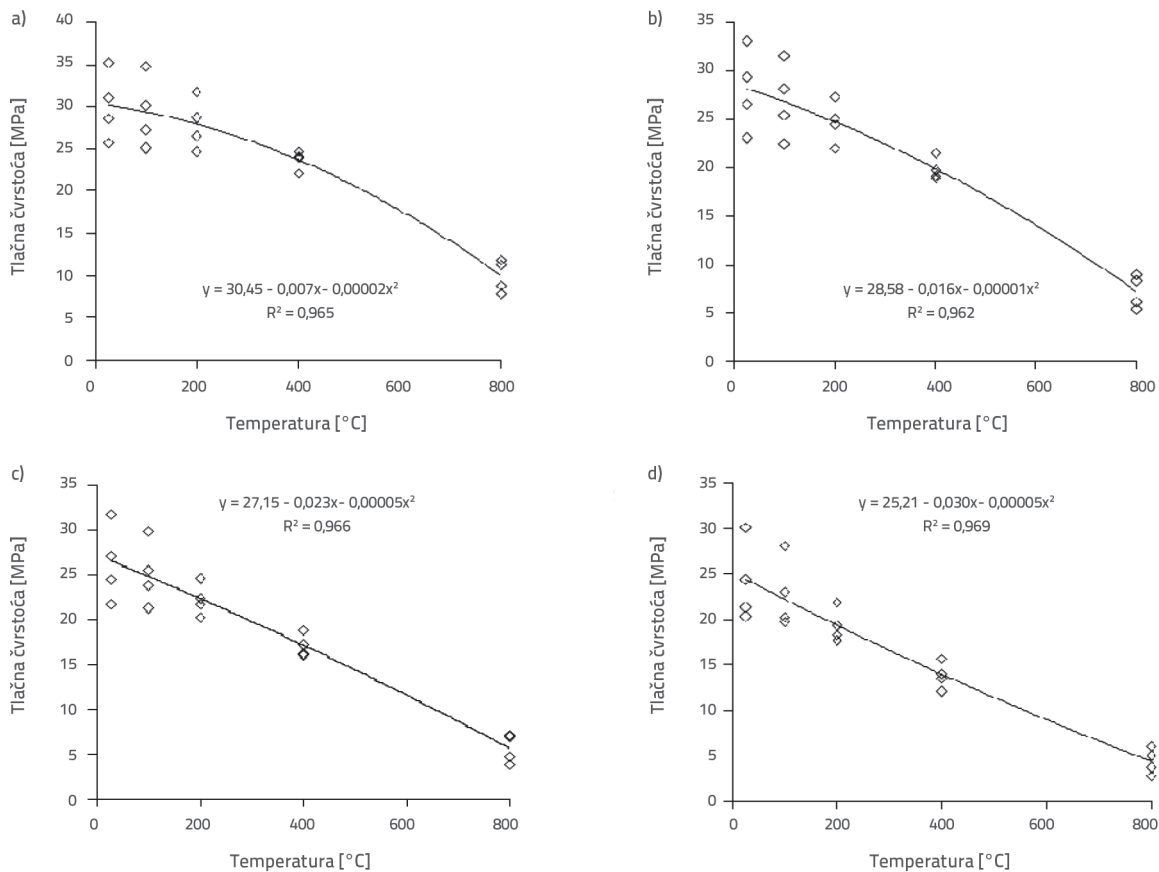 a)
Tlačna čvrstoća [MPa]
40
35
30
25
20
15
10
5
0
y = 30,45 - 0,007x- 0,00002x²
R² = 0,965
0 200 400 600 800
Temperatura [°C]
b)
Tlačna čvrstoća [MPa]
35
30
25
20
15
10
5
0
y = 28,58 - 0,016x- 0,00001x²
R² = 0,962
0 200 400 600 800
Temperatura [°C]
c)
Tlačna čvrstoća [MPa]
35
30
25
20
15
10
5
0
y = 27,15 - 0,023x- 0,00005x²
R² = 0,966
0 200 400 600 800
Temperatura [°C]
d)
Tlačna čvrstoća [MPa]
35
30
25
20
15
10
5
0
y = 25,21 - 0,030x- 0,00005x²
R² = 0,969
0 200 400 600 800
Temperatura [°C]